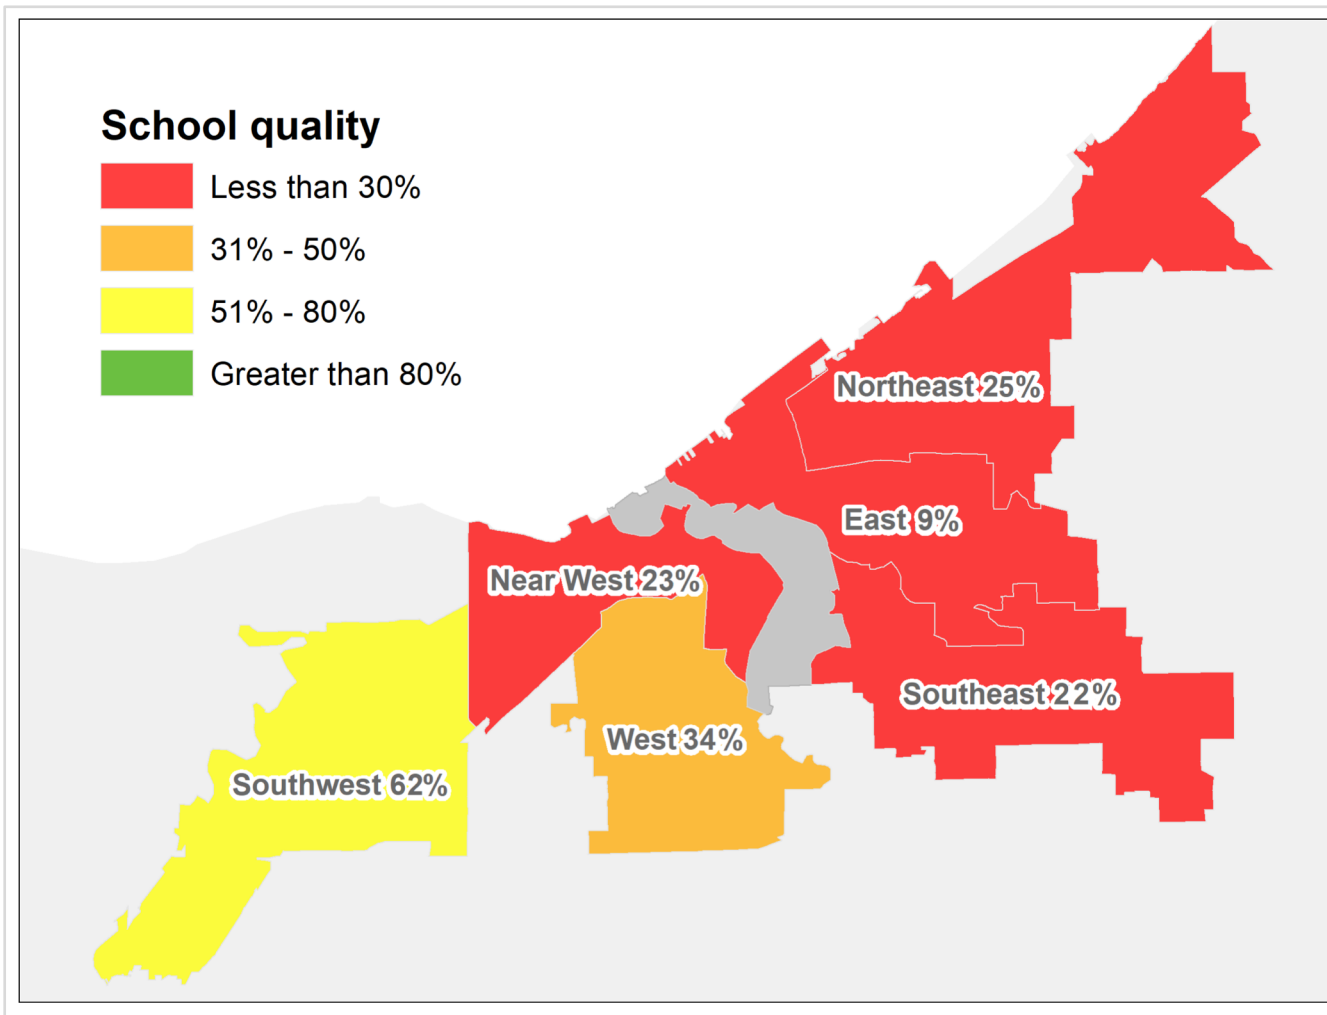 School quality
Less than 30%
31% - 50%
51% - 80%
Greater than 80%
Northeast 25%
East 9%
Near West 23%
Southeast 22%
West 34%
Southwest 62%